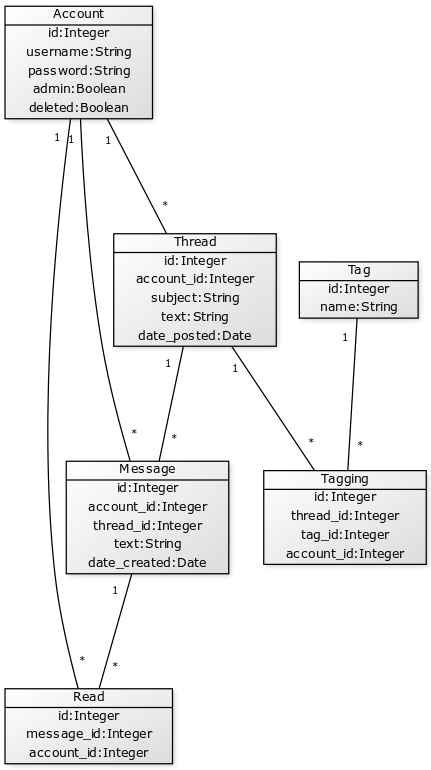 Account
id:Integer
username:String
password:String
admin:Boolean
deleted:Boolean
1
1
1
*
Thread
id:Integer
account_id:Integer
subject:String
text:String
date_posted:Date
Tag
id:Integer
name:String
1
1
1
*
*
*
*
Message
id:Integer
account_id:Integer
thread_id:Integer
text:String
date_created:Date
Tagging
id:Integer
thread_id:Integer
tag_id:Integer
account_id:Integer
1
*
*
Read
id:Integer
message_id:Integer
account_id:Integer